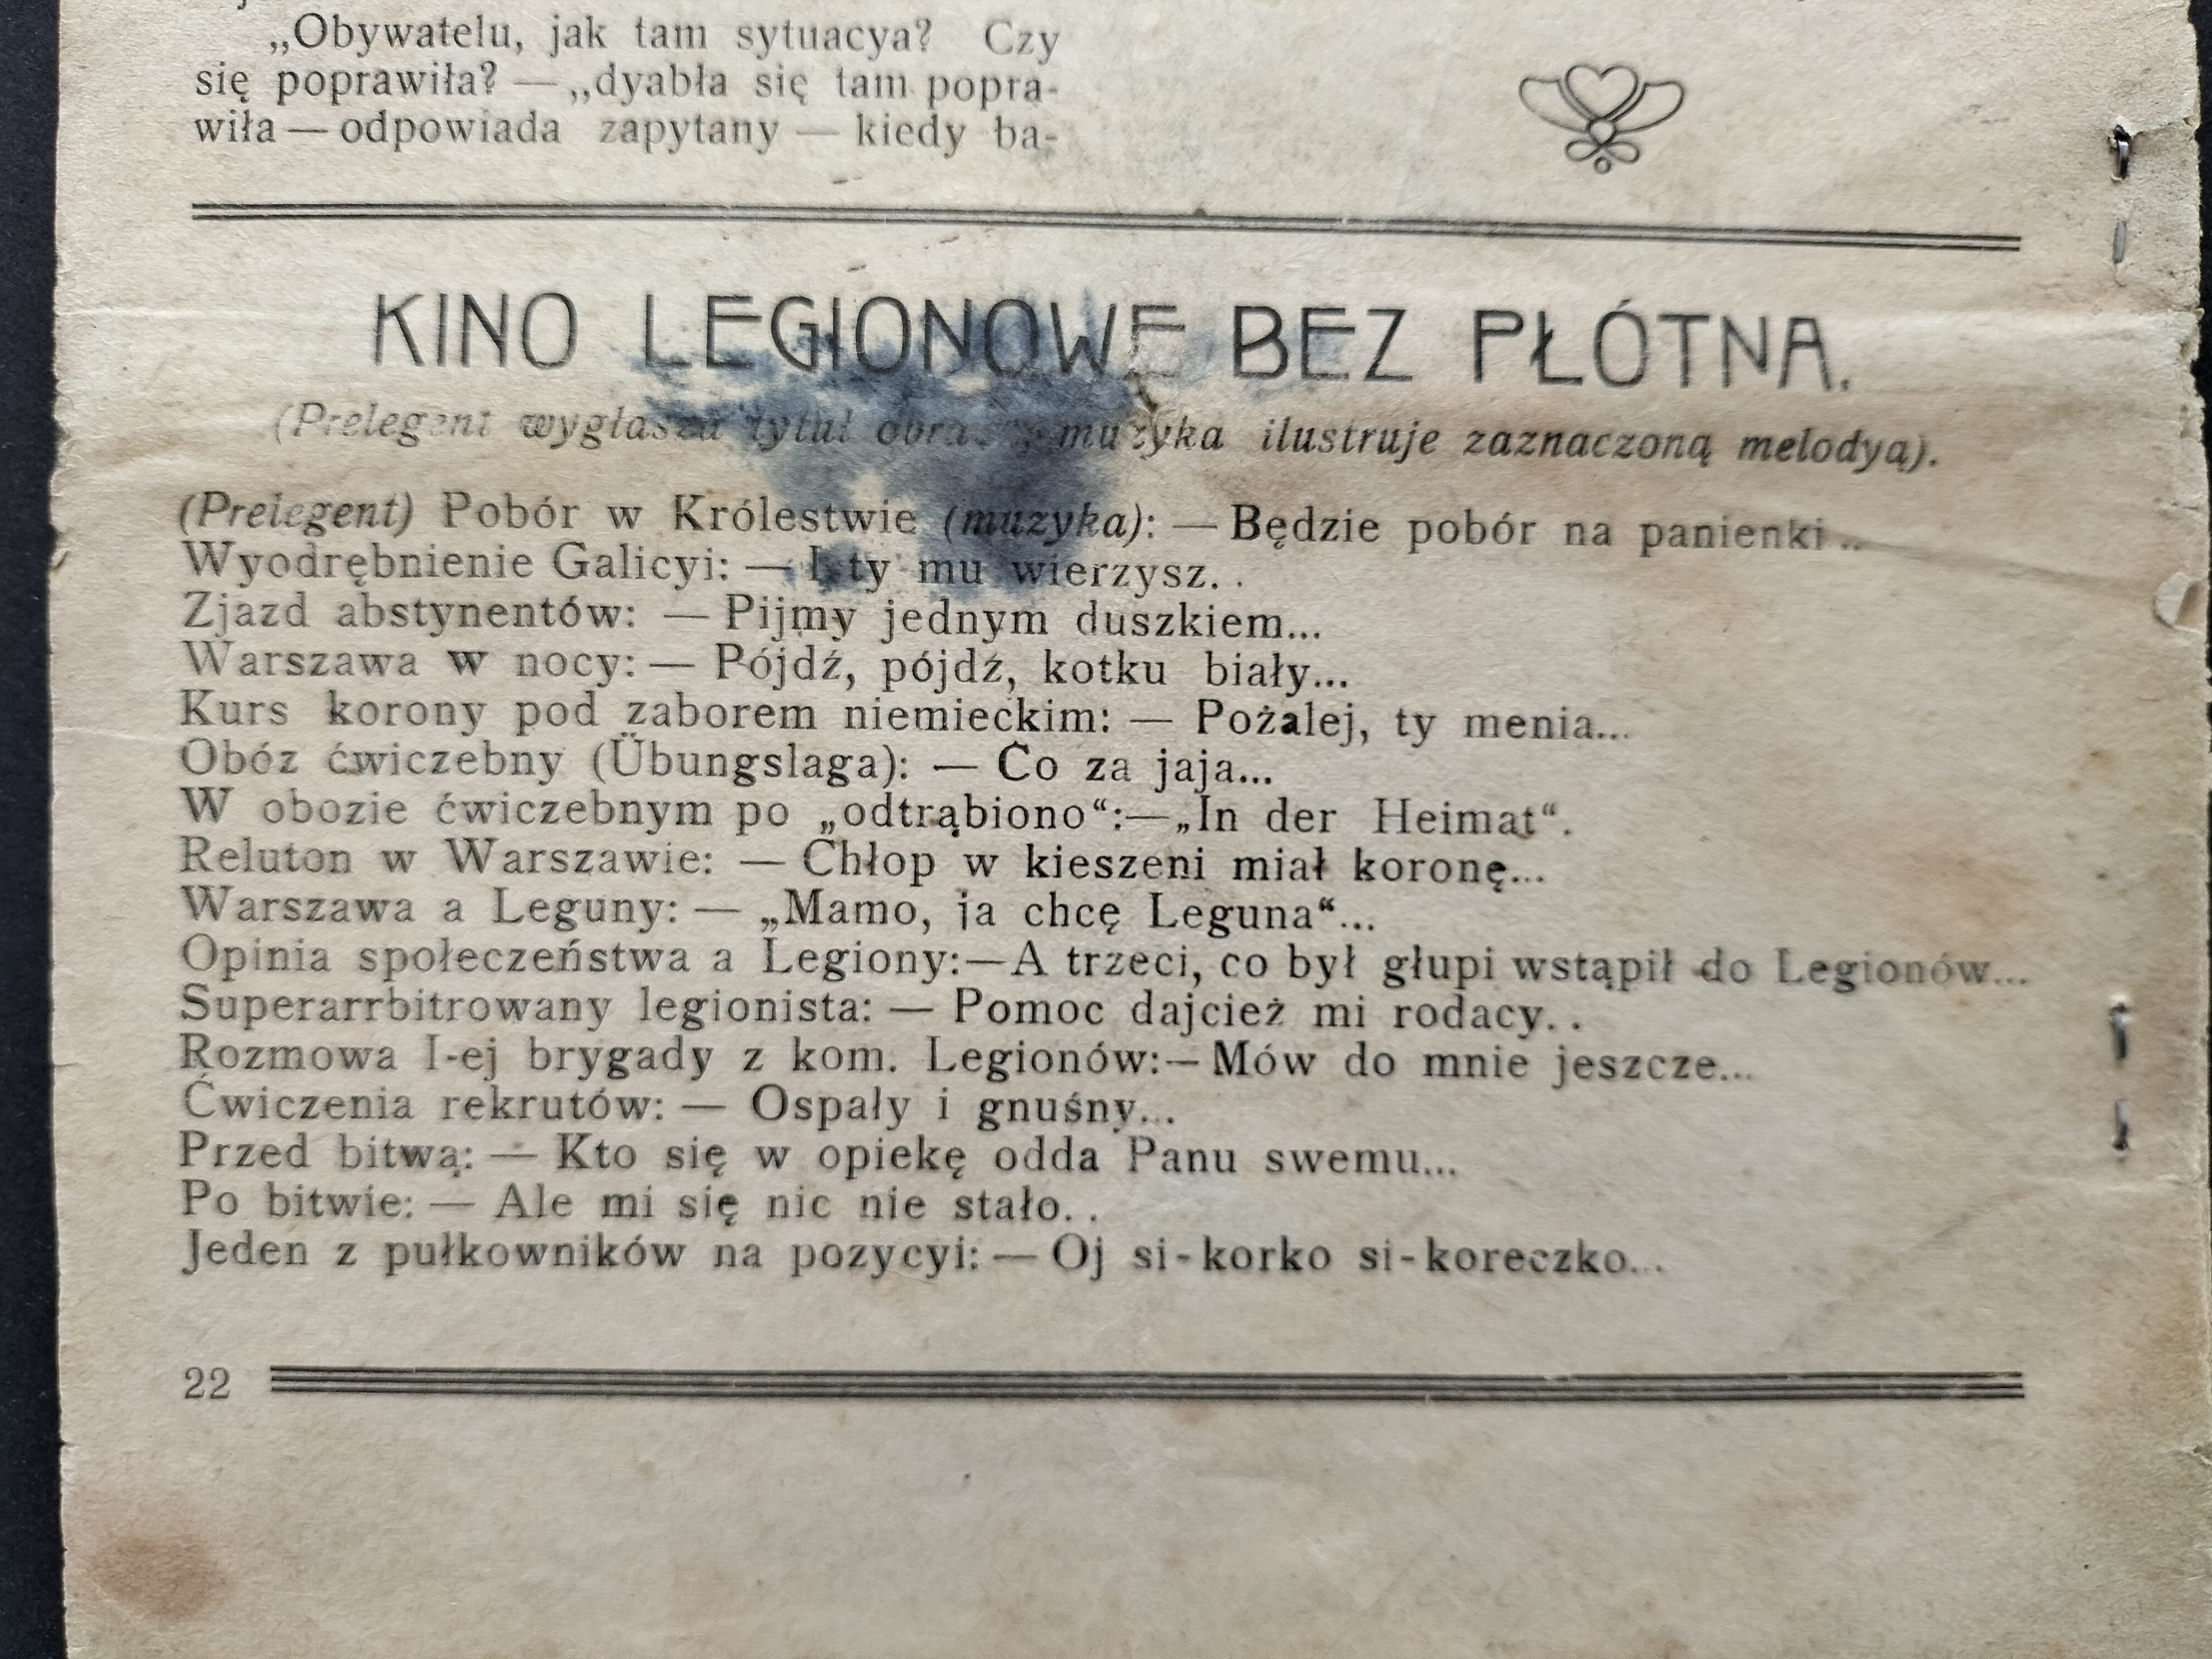 „Obywatelu, jak tam sytuacya? Czy
się poprawiła? — „dyabła się tam popra-
wiła — odpowiada zapytany — kiedy ba-
KINO LEGIONOWE BEZ PŁÓTNA.
(Prelegent wygłasza tytuł muzyka ilustruje zaznaczoną melodyą).
(Prelegent) Pobór w Królestwie (muzyka): — Będzie pobór na panienki..
Wyodrębnienie Galicyi: — I ty mu wierzysz. .
Zjazd abstynentów: — Pijmy jednym duszkiem...
Warszawa w nocy: — Pójdź, pójdź, kotku biały...
Kurs korony pod zaborem niemieckim: — Pożalej, ty menia...
Obóz ćwiczebny (Übungslaga): — Co za jaja...
W obozie ćwiczebnym po „odtrąbiono“:—„In der Heimat“.
Reluton w Warszawie: — Chłop w kieszeni miał koronę...
Warszawa a Leguny: — „Mamo, ja chcę Leguna“...
Opinia społeczeństwa a Legiony:—A trzeci, co był głupi wstąpił do Legionów...
Superarrbitrowany legionista: — Pomoc dajcież mi rodacy. .
Rozmowa I-ej brygady z kom. Legionów:—Mów do mnie jeszcze...
Ćwiczenia rekrutów: — Ospały i gnuśny...
Przed bitwą: — Kto się w opiekę odda Panu swemu...
Po bitwie: — Ale mi się nic nie stało. .
Jeden z pułkowników na pozycyi: — Oj si-korko si-koreczko...
22